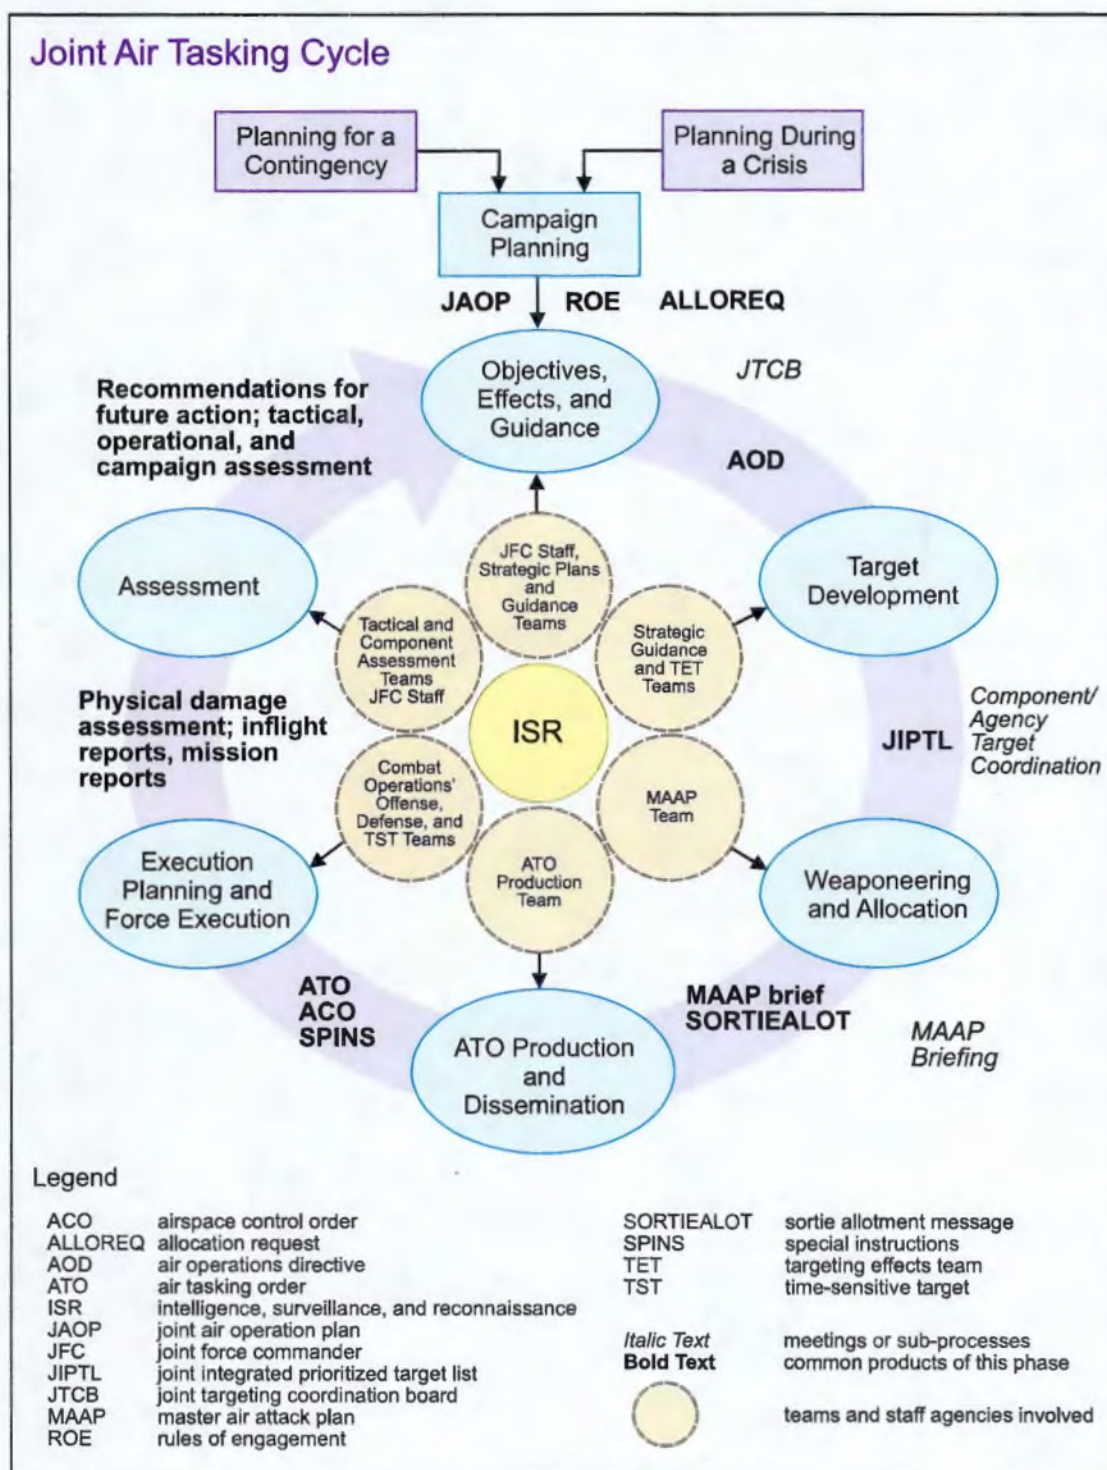 Joint Air Tasking Cycle
Planning for a
Contingency
Planning During
a Crisis
Campaign
Planning
JAOP
ROE
ALLOREQ
Objectives,
Effects, and
Guidance
JTCB
AOD
Recommendations for
future action; tactical,
operational, and
campaign assessment
Assessment
JFC Staff,
Strategic Plans
and
Guidance
Teams
Target
Development
Tactical and
Component
Assessment
Teams
JFC Staff
Strategic
Guidance
and TET
Teams
ISR
Physical damage
assessment; inflight
reports, mission
reports
JIPTL
Component/
Agency
Target
Coordination
Combat
Operations'
Offense,
Defense, and
TST Teams
MAAP
Team
ATO
Production
Team
Execution
Planning and
Force Execution
Weaponeering
and Allocation
ATO
ACO
SPINS
MAAP brief
SORTIEALOT
MAAP
Briefing
ATO Production
and
Dissemination
Legend
ACO airspace control order
ALLOREQ allocation request
AOD air operations directive
ATO air tasking order
ISR intelligence, surveillance, and reconnaissance
JAOP joint air operation plan
JFC joint force commander
JIPTL joint integrated prioritized target list
JTCB joint targeting coordination board
MAAP master air attack plan
ROE rules of engagement
SORTIEALOT sortie allotment message
SPINS special instructions
TET targeting effects team
TST time-sensitive target
Italic Text meetings or sub-processes
Bold Text common products of this phase
teams and staff agencies involved